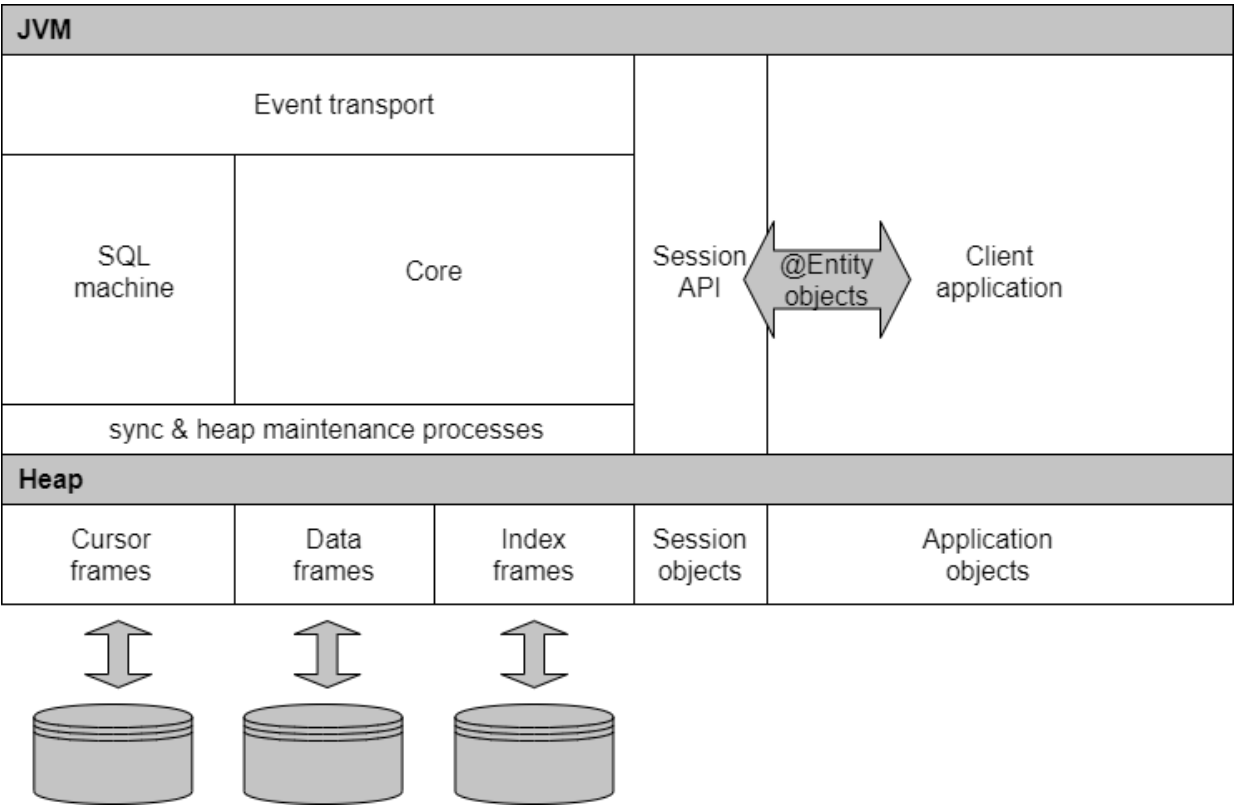 JVM
Event transport
SQL
machine
Core
Session
API
@Entity
objects
Client
application
sync & heap maintenance processes
Heap
Cursor
frames
Data
frames
Index
frames
Session
objects
Application
objects